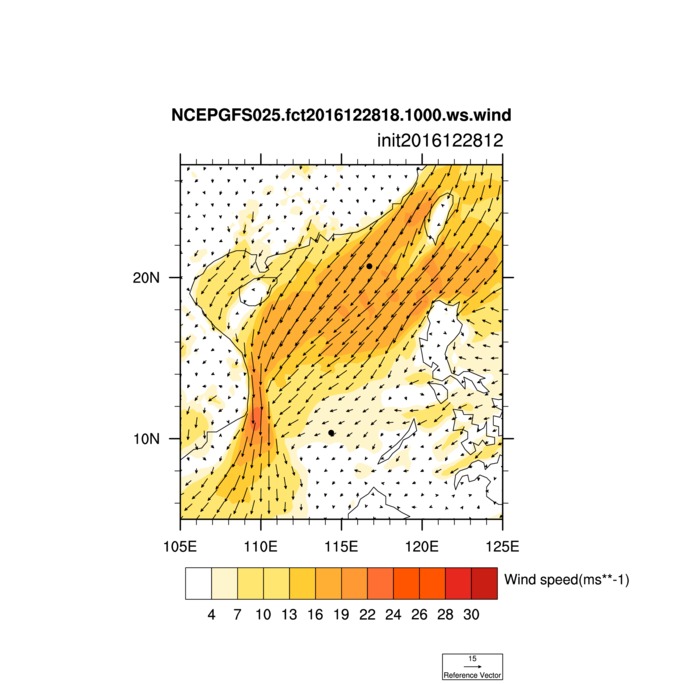 NCEPGFS025.fct2016122818.1000.ws.wind
init2016122812
20N
10N
105E 110E 115E 120E 125E
Wind speed(ms**-1)
4 7 10 13 16 19 22 24 26 28 30
15
Reference Vector